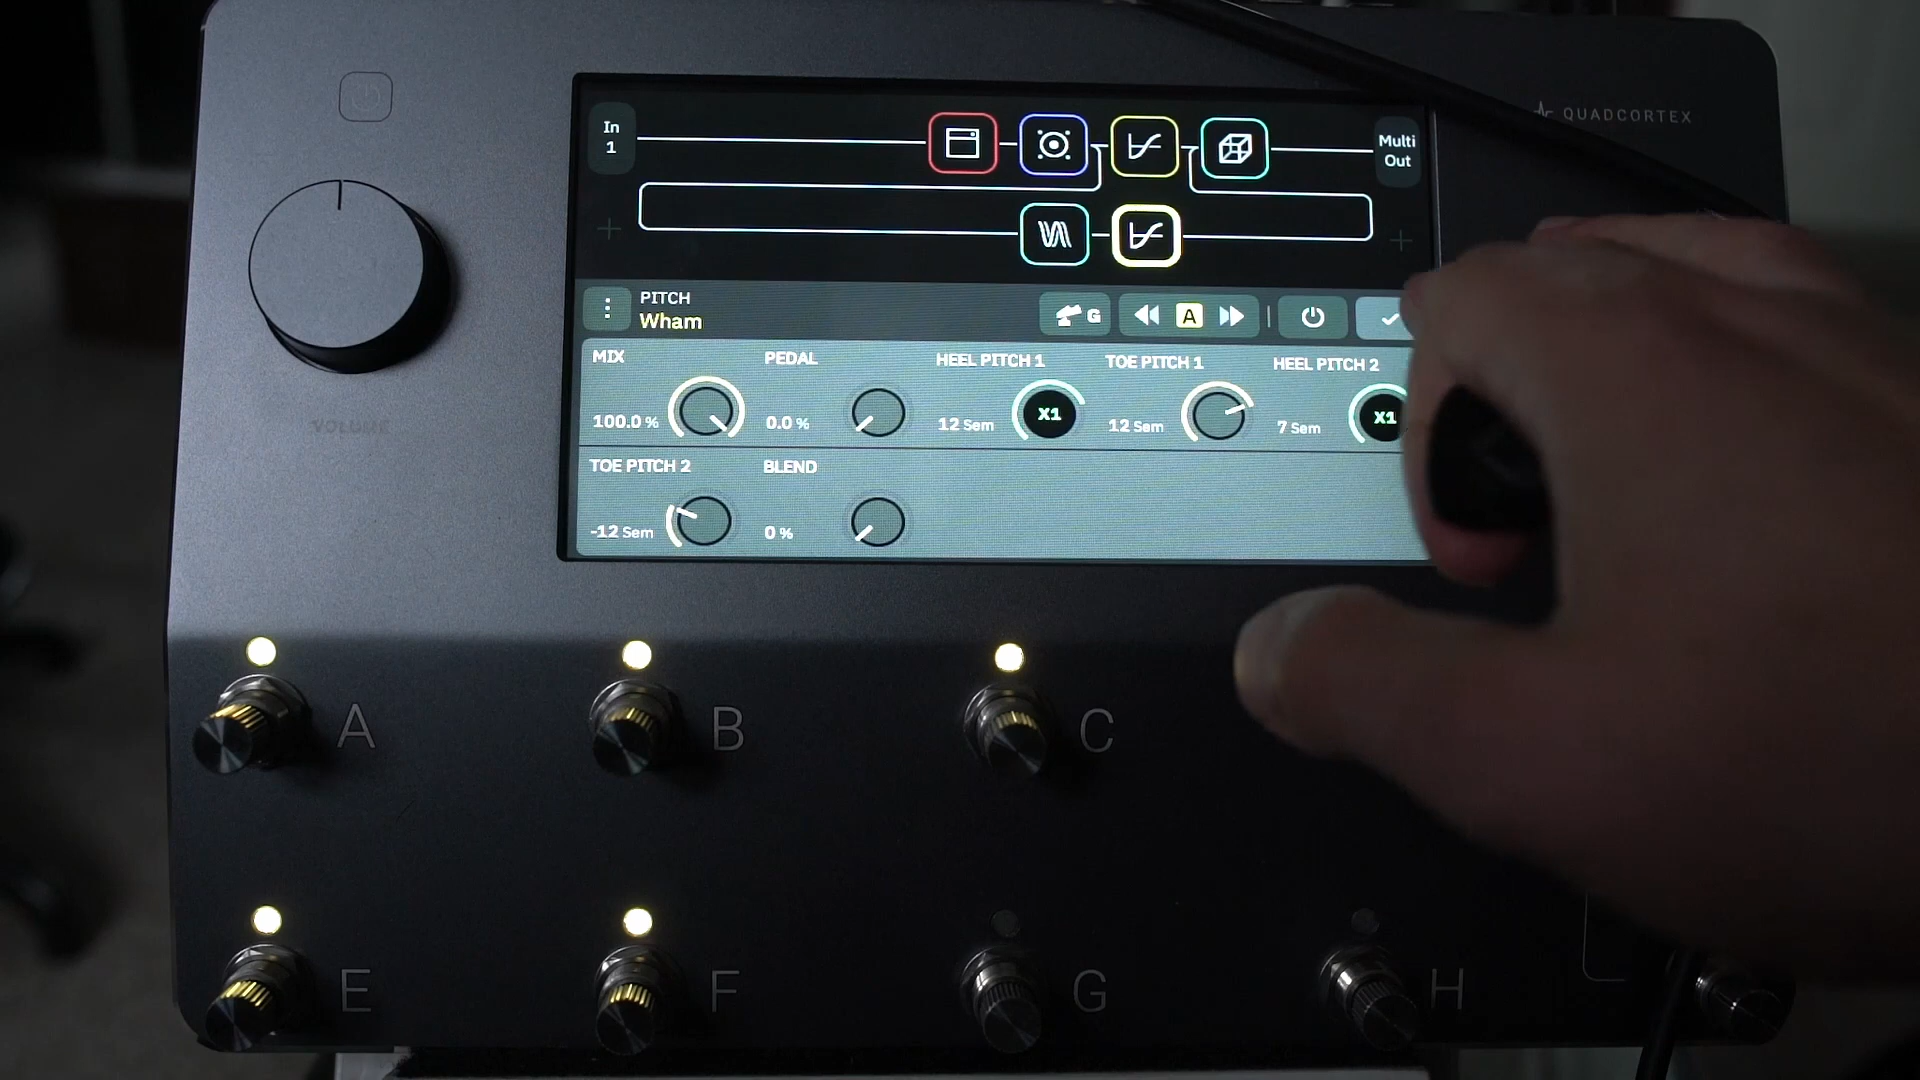 QUADCORTEX
In
1
Multi
Out
PITCH
Wham
G
A
MIX
100.0 %
PEDAL
0.0 %
HEEL PITCH 1
12 Sem
X1
TOE PITCH 1
12 Sem
HEEL PITCH 2
7 Sem
X1
VOLUME
TOE PITCH 2
-12 Sem
BLEND
0 %
A
B
C
E
F
G
H